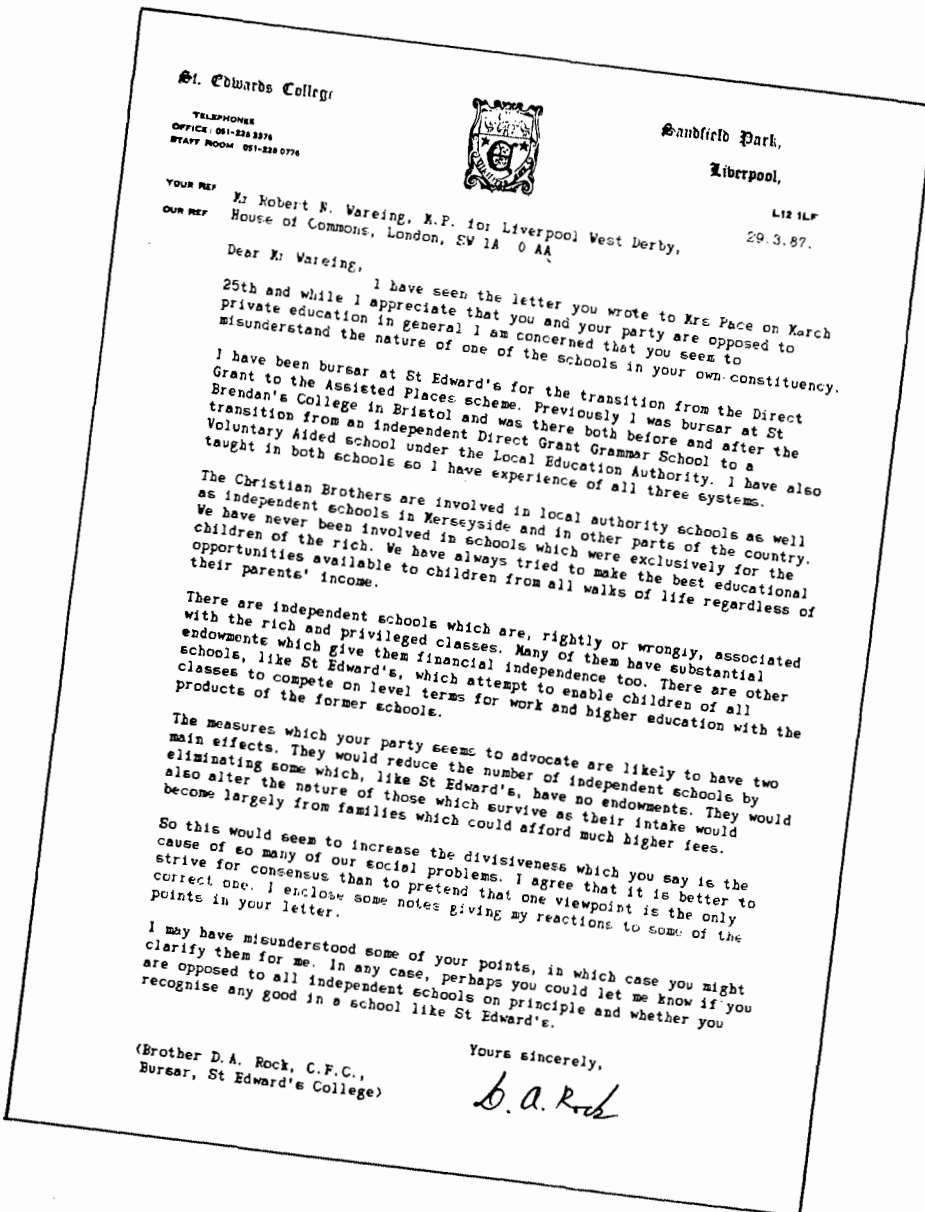 St. Edwards College
TELEPHONES
OFFICE: 051-228 3376
STAFF ROOM 051-228 0776
Sandfield Park,
Liverpool,
L12 1LF
29.3.87.
YOUR REF
OUR REF
Mr Robert N. Wareing, M.P. for Liverpool West Derby,
House of Commons, London, SW 1A 0 AA
Dear Mr Wareing,
I have seen the letter you wrote to Mrs Pace on March
25th and while I appreciate that you and your party are opposed to
private education in general I am concerned that you seem to
misunderstand the nature of one of the schools in your own constituency.
I have been bursar at St Edward's for the transition from the Direct
Grant to the Assisted Places scheme. Previously I was bursar at St
Brendan's College in Bristol and was there both before and after the
transition from an independent Direct Grant Grammar School to a
Voluntary Aided school under the Local Education Authority. I have also
taught in both schools so I have experience of all three systems.
The Christian Brothers are involved in local authority schools as well
as independent schools in Merseyside and in other parts of the country.
We have never been involved in schools which were exclusively for the
children of the rich. We have always tried to make the best educational
opportunities available to children from all walks of life regardless of
their parents' income.
There are independent schools which are, rightly or wrongly, associated
with the rich and privileged classes. Many of them have substantial
endowments which give them financial independence too. There are other
schools, like St Edward's, which attempt to enable children of all
classes to compete on level terms for work and higher education with the
products of the former schools.
The measures which your party seems to advocate are likely to have two
main effects. They would reduce the number of independent schools by
eliminating some which, like St Edward's, have no endowments. They would
also alter the nature of those which survive as their intake would
become largely from families which could afford much higher fees.
So this would seem to increase the divisiveness which you say is the
cause of so many of our social problems. I agree that it is better to
strive for consensus than to pretend that one viewpoint is the only
correct one. I enclose some notes giving my reactions to some of the
points in your letter.
I may have misunderstood some of your points, in which case you might
clarify them for me. In any case, perhaps you could let me know if you
are opposed to all independent schools on principle and whether you
recognise any good in a school like St Edward's.
Yours sincerely,
D. A. Rock
(Brother D.A. Rock, C.F.C.,
Bursar, St Edward's College)